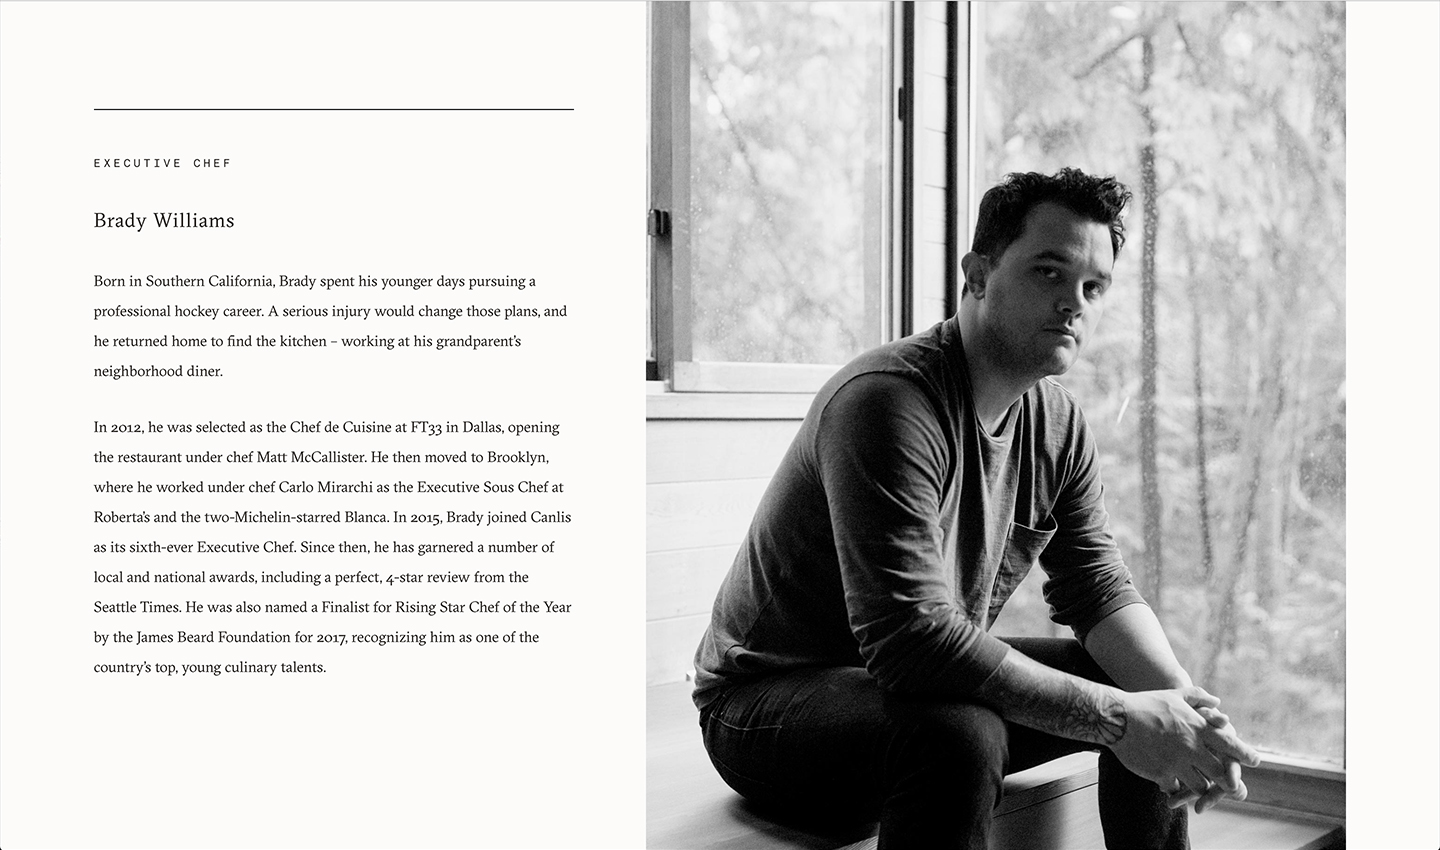 EXECUTIVE CHEF
Brady Williams
Born in Southern California, Brady spent his younger days pursuing a
professional hockey career. A serious injury would change those plans, and
he returned home to find the kitchen – working at his grandparent's
neighborhood diner.
In 2012, he was selected as the Chef de Cuisine at FT33 in Dallas, opening
the restaurant under chef Matt McCallister. He then moved to Brooklyn,
where he worked under chef Carlo Mirarchi as the Executive Sous Chef at
Roberta's and the two-Michelin-starred Blanca. In 2015, Brady joined Canlis
as its sixth-ever Executive Chef. Since then, he has garnered a number of
local and national awards, including a perfect, 4-star review from the
Seattle Times. He was also named a Finalist for Rising Star Chef of the Year
by the James Beard Foundation for 2017, recognizing him as one of the
country's top, young culinary talents.